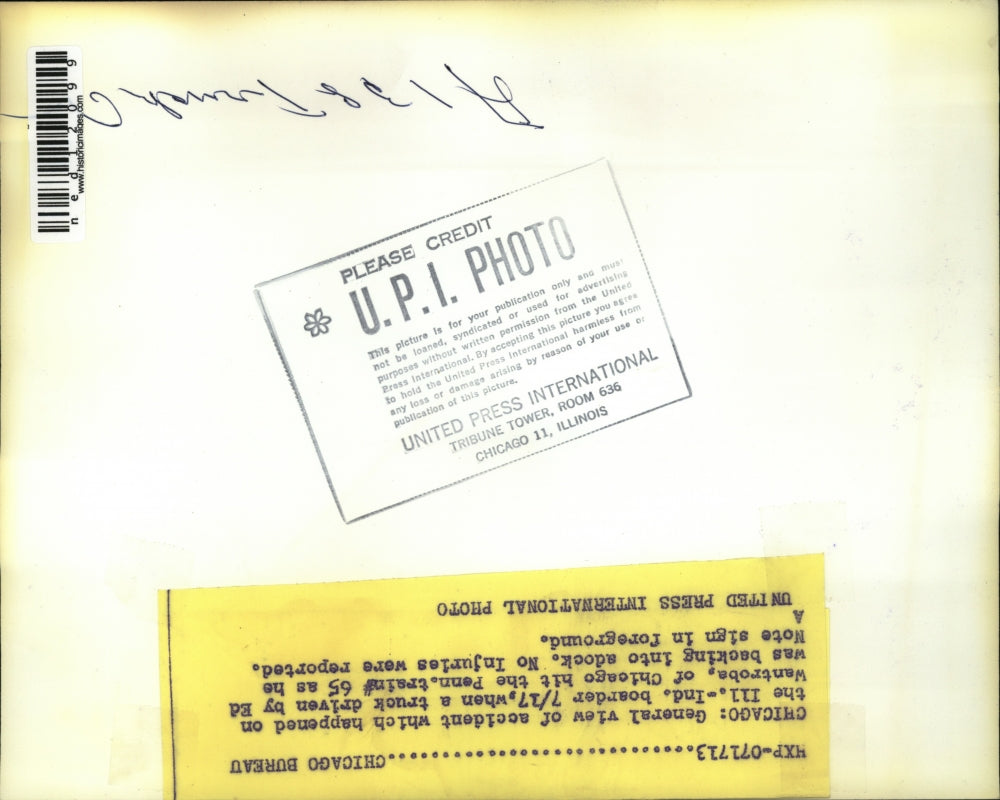 ned12099
www.historicimages.com
PLEASE CREDIT
U.P.I. PHOTO
This picture is for your publication only and must
not be loaned, syndicated or used for advertising
purposes without written permission from the United
Press International. By accepting this picture you agree
to hold the United Press International harmless from
any loss or damage arising by reason of your use or
publication of this picture.
UNITED PRESS INTERNATIONAL
TRIBUNE TOWER, ROOM 636
CHICAGO 11, ILLINOIS
HXP-071713......................................CHICAGO BUREAU
CHICAGO: General view of accident which happened on
the Ill.-Ind. boarder 7/17,when a truck driven by Ed
Wantroba, of Chicago hit the Penn.train# 65 as he
was backing into adock. No Injuries were reported.
Note sign in foreground.
A
UNITED PRESS INTERNATIONAL PHOTO